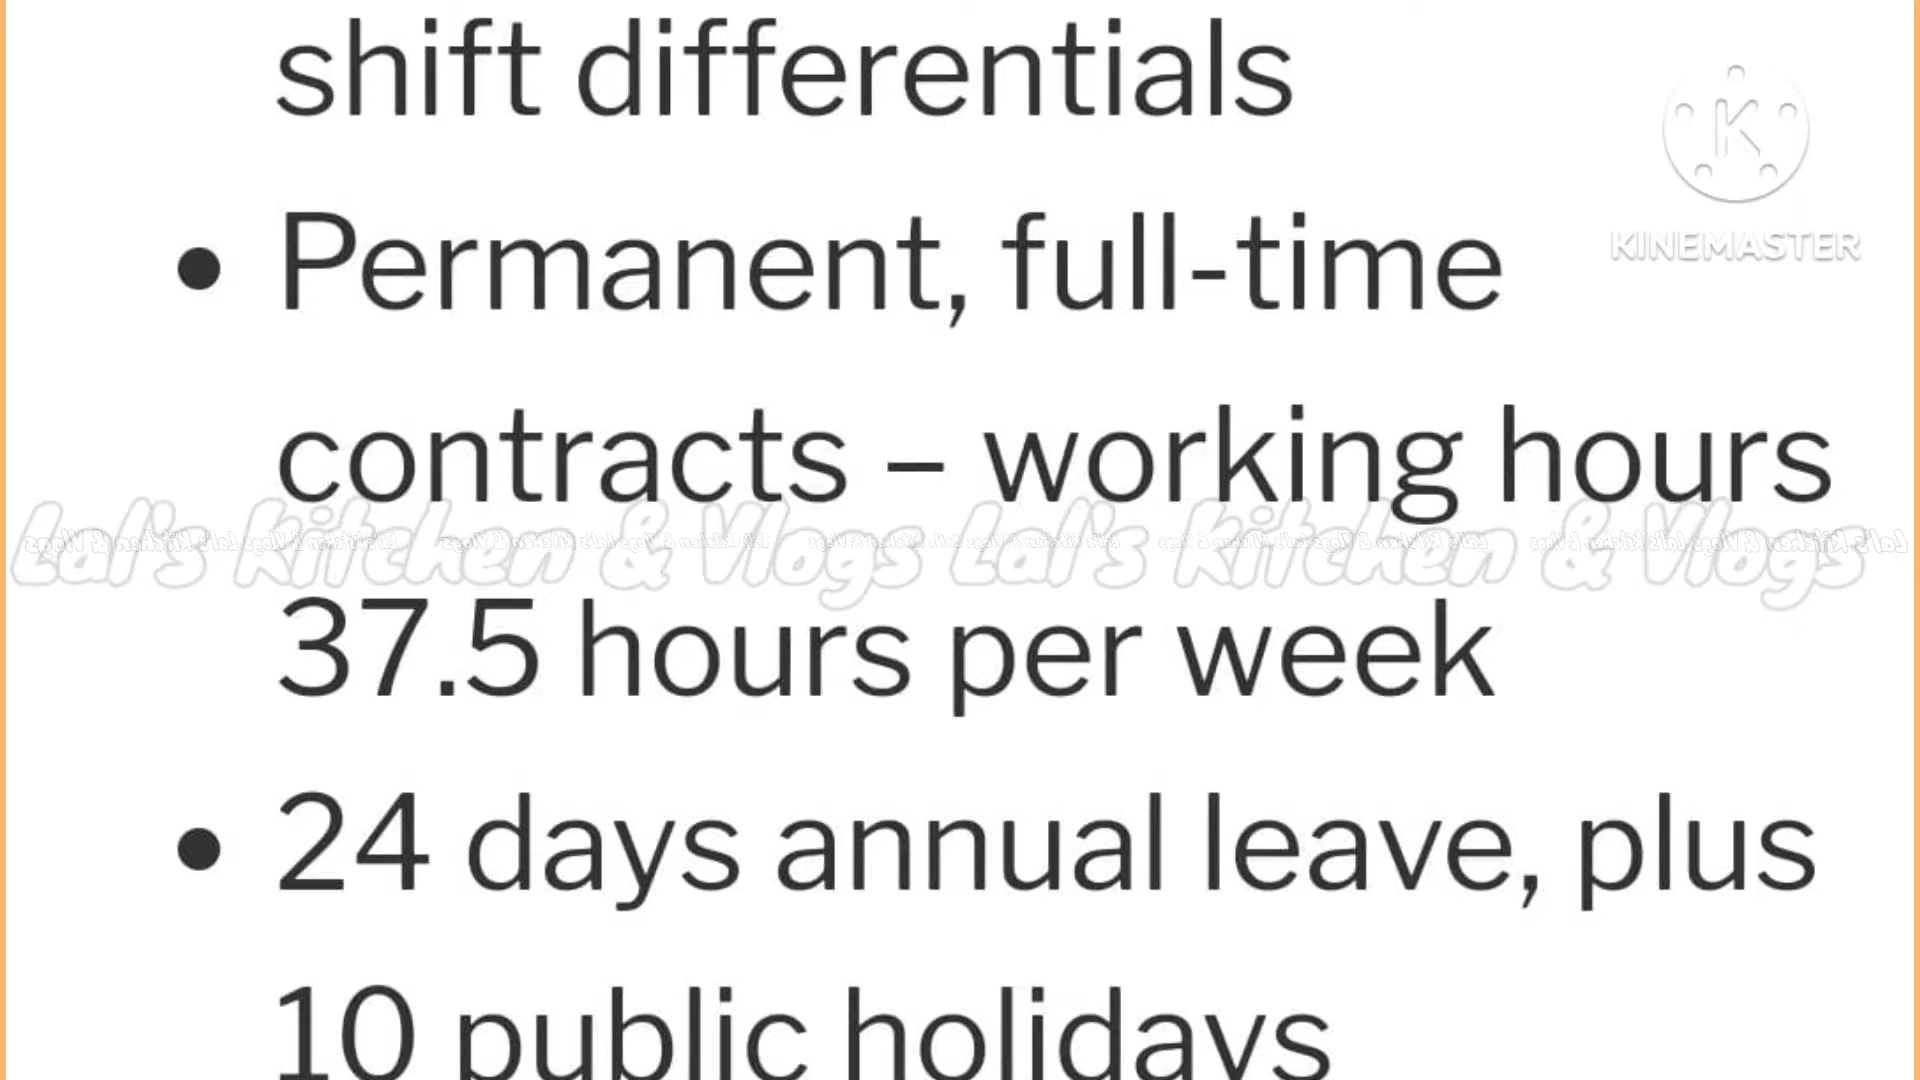 shift differentials
KINEMASTER
• Permanent, full-time
contracts – working hours
Lal's Kitchen & Vlogs Lal's Kitchen & Vlogs
37.5 hours per week
• 24 days annual leave, plus
10 public holidays